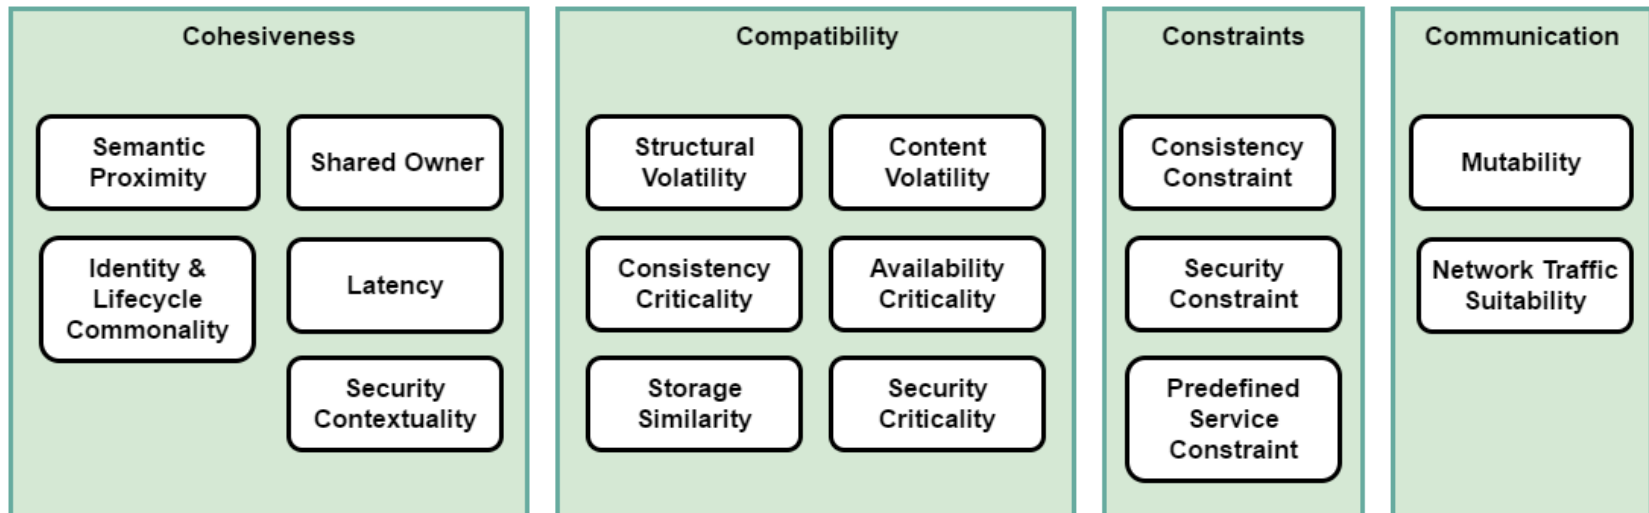 Cohesiveness
Semantic
Proximity
Shared Owner
Identity &
Lifecycle
Commonality
Latency
Security
Contextuality
Compatibility
Structural
Volatility
Content
Volatility
Consistency
Criticality
Availability
Criticality
Storage
Similarity
Security
Criticality
Constraints
Consistency
Constraint
Security
Constraint
Predefined
Service
Constraint
Communication
Mutability
Network Traffic
Suitability